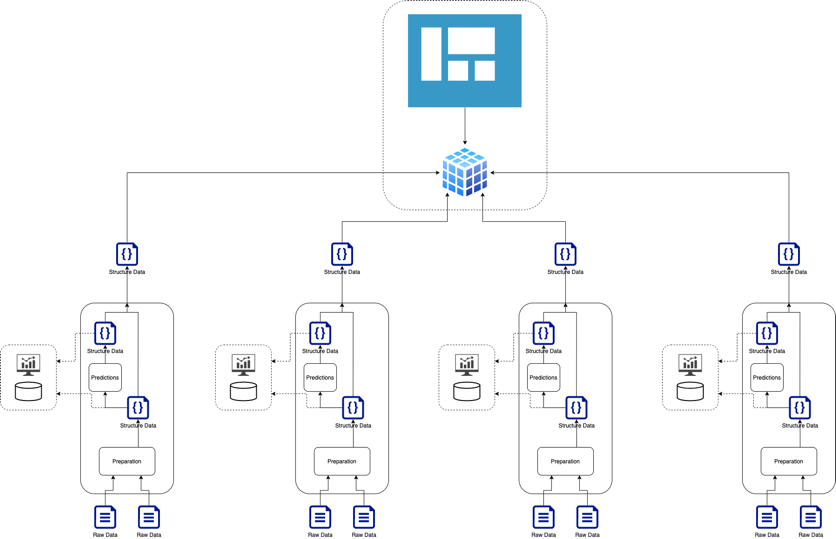 Structure Data
Structure Data
Structure Data
Structure Data
Structure Data
Structure Data
Structure Data
Structure Data
Predictions
Predictions
Predictions
Predictions
Structure Data
Structure Data
Structure Data
Structure Data
Preparation
Preparation
Preparation
Preparation
Raw Data
Raw Data
Raw Data
Raw Data
Raw Data
Raw Data
Raw Data
Raw Data